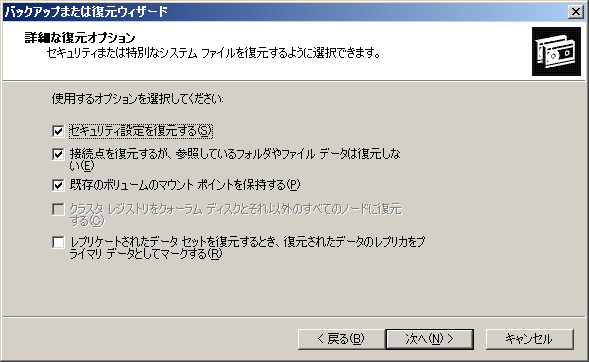 バックアップまたは復元ウィザード
詳細な復元オプション
セキュリティまたは特別なシステム ファイルを復元するように選択できます。
使用するオプションを選択してください:
セキュリティ設定を復元する(S)
接続点を復元するが、参照しているフォルダやファイル データは復元しな
い(E)
既存のボリュームのマウント ポイントを保持する(P)
クラスタ レジストリをクォーラム ディスクとそれ以外のすべてのノードに復元
する(C)
レプリケートされたデータ セットを復元するとき、復元されたデータのレプリカをプ
ライマリ データとしてマークする(R)
< 戻る(B)
次へ(N) >
キャンセル